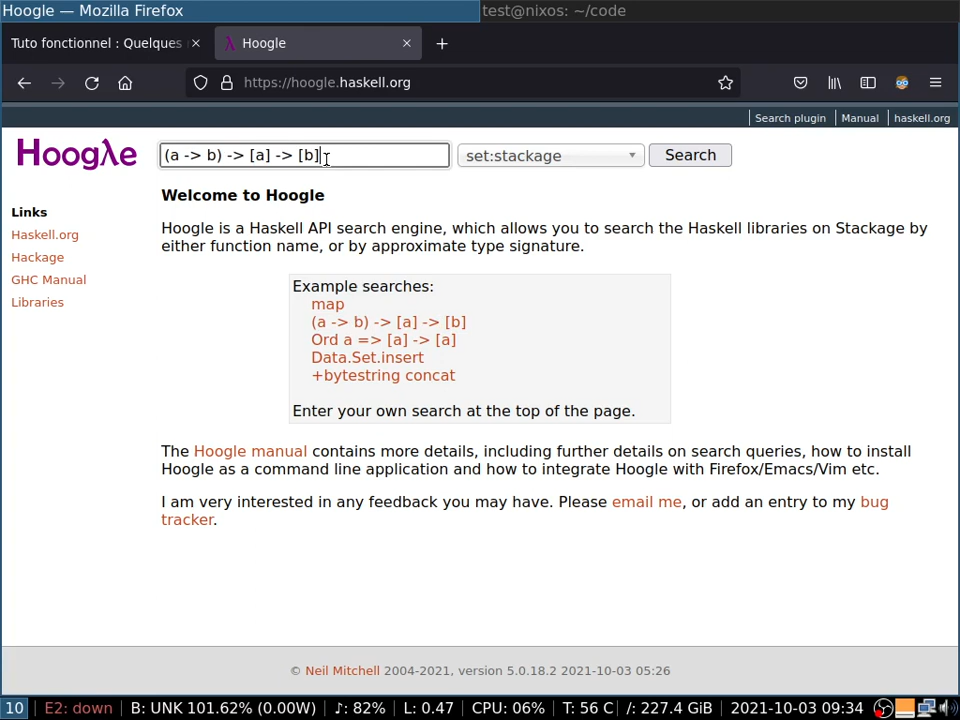 Hoogle — Mozilla Firefox
test@nixos: ~/code
Tuto fonctionnel : Quelques
Hoogle
https://hoogle.haskell.org
Search plugin
Manual
haskell.org
Hoogλe
(a -> b) -> [a] -> [b]
set:stackage
Search
Links
Haskell.org
Hackage
GHC Manual
Libraries
Welcome to Hoogle
Hoogle is a Haskell API search engine, which allows you to search the Haskell libraries on Stackage by
either function name, or by approximate type signature.
Example searches:
map
(a -> b) -> [a] -> [b]
Ord a => [a] -> [a]
Data.Set.insert
+bytestring concat
Enter your own search at the top of the page.
The Hoogle manual contains more details, including further details on search queries, how to install
Hoogle as a command line application and how to integrate Hoogle with Firefox/Emacs/Vim etc.
I am very interested in any feedback you may have. Please email me, or add an entry to my bug
tracker.
© Neil Mitchell 2004-2021, version 5.0.18.2 2021-10-03 05:26
10 | E2: down | B: UNK 101.62% (0.00W) | ♪: 82% | L: 0.47 | CPU: 06% | T: 56 C | /: 227.4 GiB | 2021-10-03 09:34